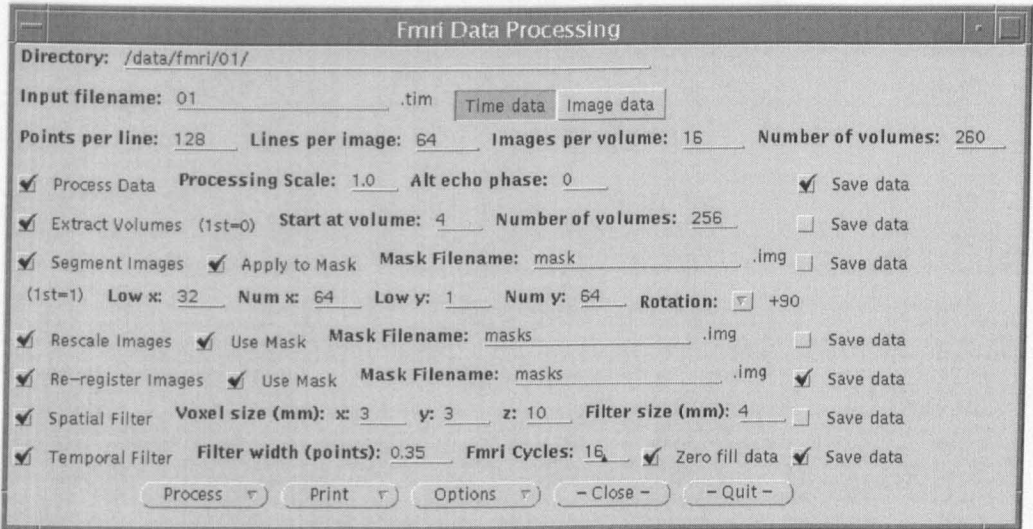 Fmri Data Processing
Directory: /data/fmri/01/
Input filename: 01 .tim Time data Image data
Points per line: 128 Lines per image: 64 Images per volume: 16 Number of volumes: 260
Process Data Processing Scale: 1.0 Alt echo phase: 0 Save data
Extract Volumes (1st=0) Start at volume: 4 Number of volumes: 256 Save data
Segment Images Apply to Mask Mask Filename: mask .img Save data
(1st=1) Low x: 32 Num x: 64 Low y: 1 Num y: 64 Rotation: +90
Rescale Images Use Mask Mask Filename: masks .img Save data
Re-register Images Use Mask Mask Filename: masks .img Save data
Spatial Filter Voxel size (mm): x: 3 y: 3 z: 10 Filter size (mm): 4 Save data
Temporal Filter Filter width (points): 0.35 Fmri Cycles: 16 Zero fill data Save data
Process Print Options - Close - - Quit -